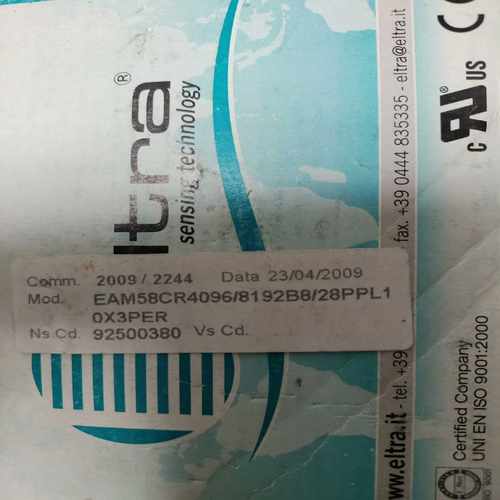 eltra®
sensing technology
Comm. 2009 / 2244 Data 23/04/2009
Mod. EAM58CR4096/8192B8/28PPL1
0X3PER
Ns.Cd. 92500380 Vs Cd.
www.eltra.it - tel. +39
fax. +39 0444 835335 - eltra@eltra.it
c RU US
CE
Certified Company
UNI EN ISO 9001:2000